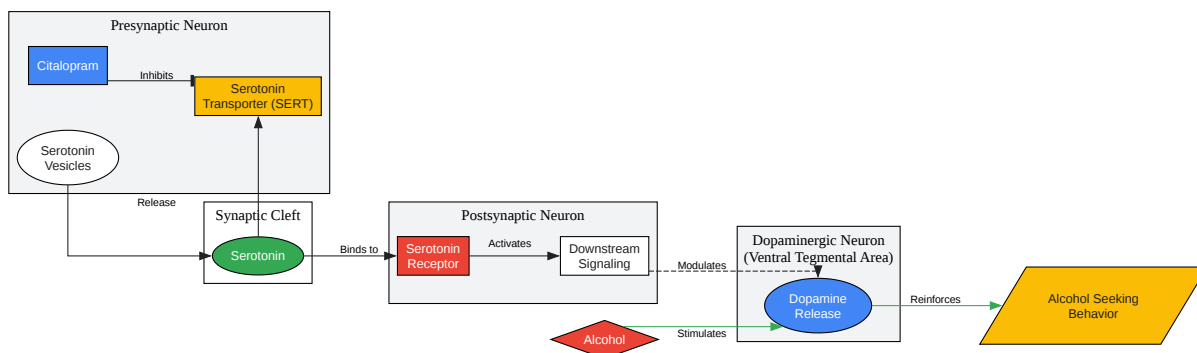 Presynaptic Neuron
Citalopram
Inhibits
Serotonin
Transporter (SERT)
Serotonin
Vesicles
Release
Synaptic Cleft
Serotonin
Binds to
Postsynaptic Neuron
Serotonin
Receptor
Activates
Downstream
Signaling
Modulates
Dopaminergic Neuron
(Ventral Tegmental Area)
Dopamine
Release
Reinforces
Alcohol Seeking
Behavior
Alcohol
Stimulates